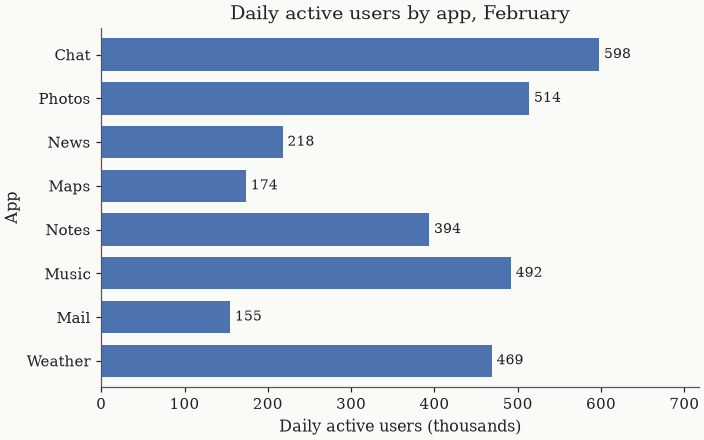 Daily active users by app, February
App
Chat 598
Photos 514
News 218
Maps 174
Notes 394
Music 492
Mail 155
Weather 469
0 100 200 300 400 500 600 700
Daily active users (thousands)